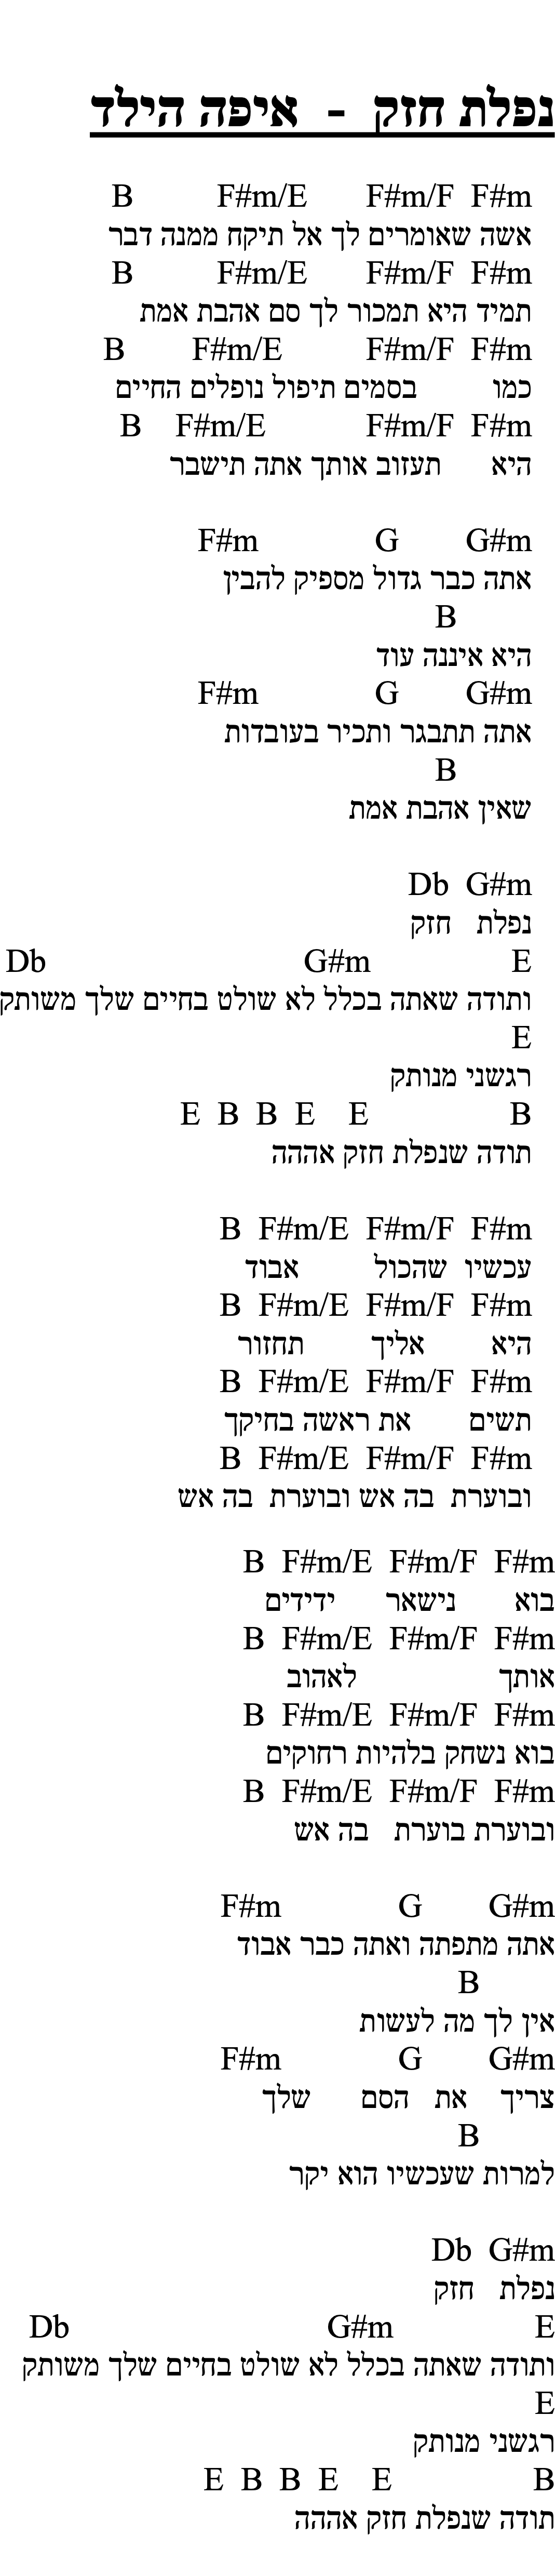 נפלת חזק - איפה הילד
B F#m/E F#m/F F#m
אשה שאומרים לך אל תיקח ממנה דבר
B F#m/E F#m/F F#m
תמיד היא תמכור לך סם אהבת אמת
B F#m/E F#m/F F#m
כמו בסמים תיפול נופלים החיים
B F#m/E F#m/F F#m
היא תעזוב אותך אתה תישבר
F#m G G#m
אתה כבר גדול מספיק להבין
B
היא איננה עוד
F#m G G#m
אתה תתבגר ותכיר בעובדות
B
שאין אהבת אמת
Db G#m
נפלת חזק
Db G#m E
ותודה שאתה בכלל לא שולט בחיים שלך משותק
E
רגשני מנותק
E B B E E B
תודה שנפלת חזק אההה
B F#m/E F#m/F F#m
עכשיו שהכול אבוד
B F#m/E F#m/F F#m
היא אליך תחזור
B F#m/E F#m/F F#m
תשים את ראשה בחיקך
B F#m/E F#m/F F#m
ובוערת בה אש ובוערת בה אש
B F#m/E F#m/F F#m
בוא נישאר ידידים
B F#m/E F#m/F F#m
אותך לאהוב
B F#m/E F#m/F F#m
בוא נשחק בלהיות רחוקים
B F#m/E F#m/F F#m
ובוערת בוערת בה אש
F#m G G#m
אתה מתפתה ואתה כבר אבוד
B
אין לך מה לעשות
F#m G G#m
צריך את הסם שלך
B
למרות שעכשיו הוא יקר
Db G#m
נפלת חזק
Db G#m E
ותודה שאתה בכלל לא שולט בחיים שלך משותק
E
רגשני מנותק
E B B E E B
תודה שנפלת חזק אההה